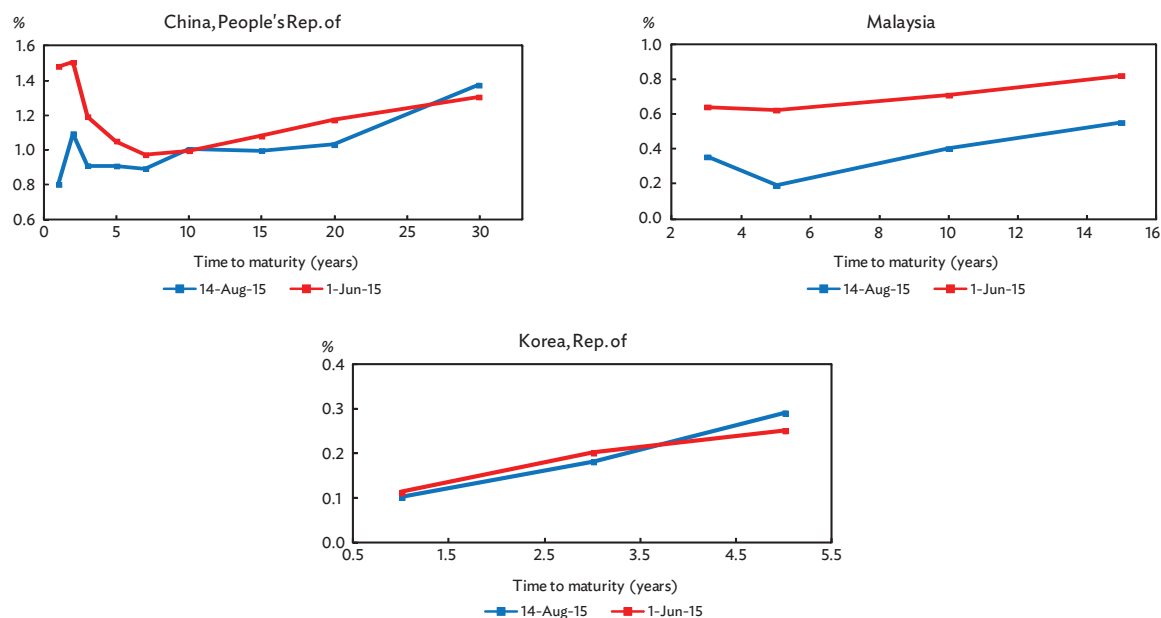 China, People's Rep. of
%
1.6
1.4
1.2
1.0
0.8
0.6
0 5 10 15 20 25 30
Time to maturity (years)
14-Aug-15 1-Jun-15
Malaysia
%
1.0
0.8
0.6
0.4
0.2
0.0
2 4 6 8 10 12 14 16
Time to maturity (years)
14-Aug-15 1-Jun-15
Korea, Rep. of
%
0.4
0.3
0.2
0.1
0.0
0.5 1.5 2.5 3.5 4.5 5.5
Time to maturity (years)
14-Aug-15 1-Jun-15